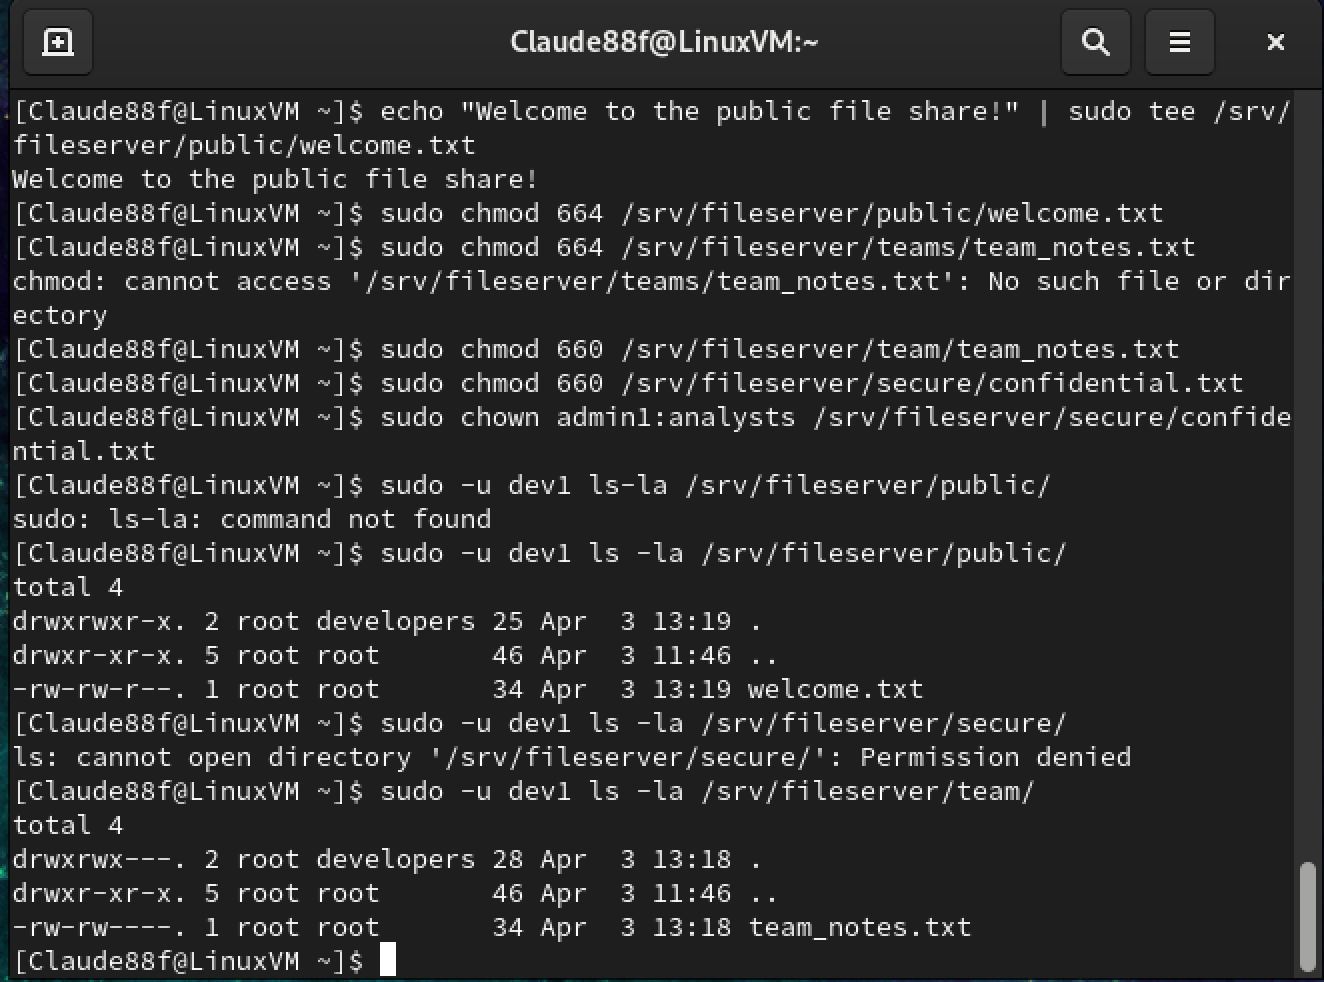 Claude88f@LinuxVM:~
[Claude88f@LinuxVM ~]$ echo "Welcome to the public file share!" | sudo tee /srv/
fileserver/public/welcome.txt
Welcome to the public file share!
[Claude88f@LinuxVM ~]$ sudo chmod 664 /srv/fileserver/public/welcome.txt
[Claude88f@LinuxVM ~]$ sudo chmod 664 /srv/fileserver/teams/team_notes.txt
chmod: cannot access '/srv/fileserver/teams/team_notes.txt': No such file or dir
ectory
[Claude88f@LinuxVM ~]$ sudo chmod 660 /srv/fileserver/team/team_notes.txt
[Claude88f@LinuxVM ~]$ sudo chmod 660 /srv/fileserver/secure/confidential.txt
[Claude88f@LinuxVM ~]$ sudo chown admin1:analysts /srv/fileserver/secure/confide
ntial.txt
[Claude88f@LinuxVM ~]$ sudo -u dev1 ls-la /srv/fileserver/public/
sudo: ls-la: command not found
[Claude88f@LinuxVM ~]$ sudo -u dev1 ls -la /srv/fileserver/public/
total 4
drwxrwxr-x. 2 root developers 25 Apr  3 13:19 .
drwxr-xr-x. 5 root root       46 Apr  3 11:46 ..
-rw-rw-r--. 1 root root       34 Apr  3 13:19 welcome.txt
[Claude88f@LinuxVM ~]$ sudo -u dev1 ls -la /srv/fileserver/secure/
ls: cannot open directory '/srv/fileserver/secure/': Permission denied
[Claude88f@LinuxVM ~]$ sudo -u dev1 ls -la /srv/fileserver/team/
total 4
drwxrwx---. 2 root developers 28 Apr  3 13:18 .
drwxr-xr-x. 5 root root       46 Apr  3 11:46 ..
-rw-rw----. 1 root root       34 Apr  3 13:18 team_notes.txt
[Claude88f@LinuxVM ~]$